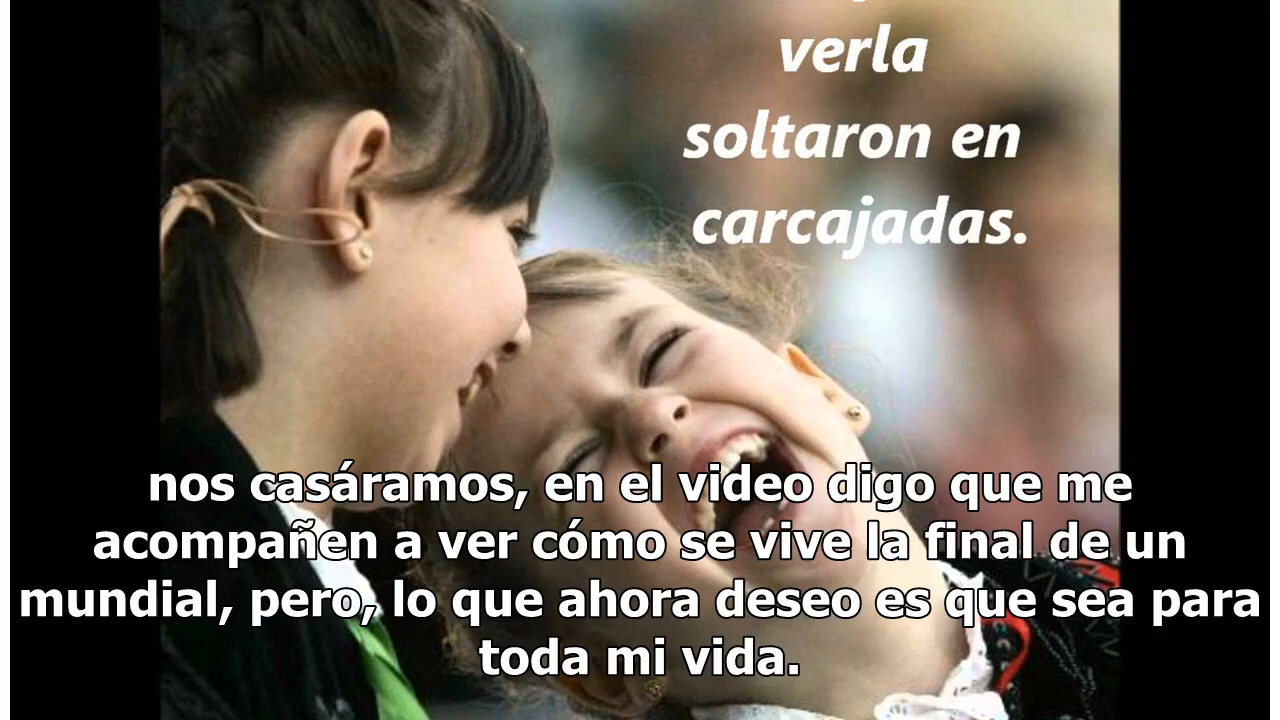 verla
soltaron en
carcajadas.
nos casáramos, en el video digo que me
acompañen a ver cómo se vive la final de un
mundial, pero, lo que ahora deseo es que sea para
toda mi vida.